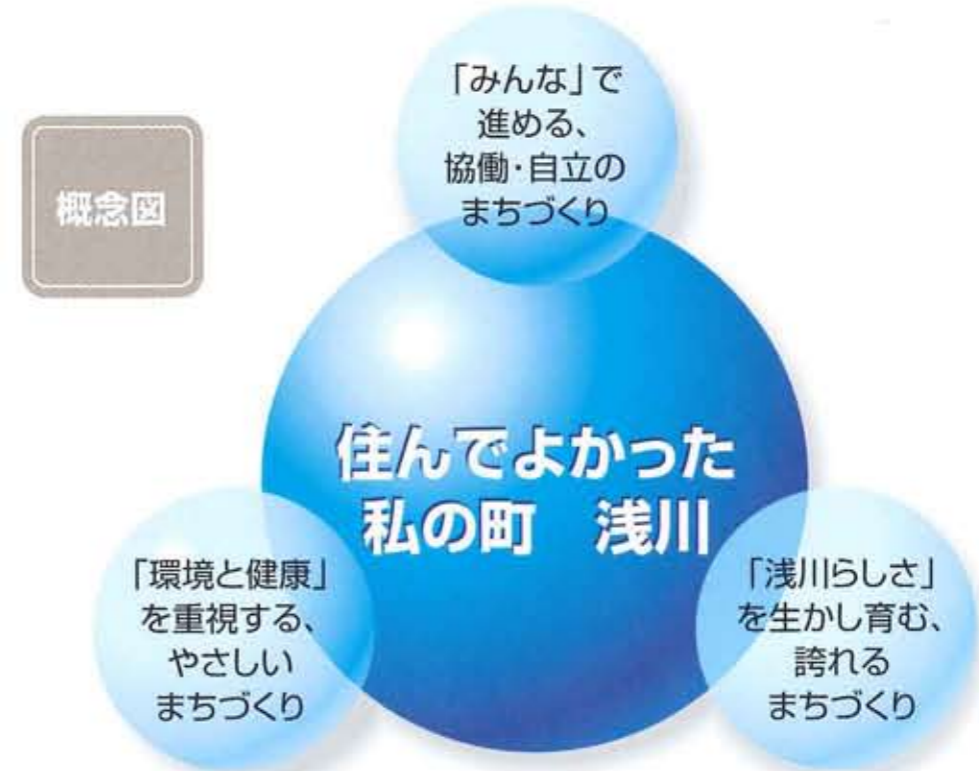 概念図
「みんな」で
進める、
協働・自立の
まちづくり
住んでよかった
私の町　浅川
「環境と健康」
を重視する、
やさしい
まちづくり
「浅川らしさ」
を生かし育む、
誇れる
まちづくり